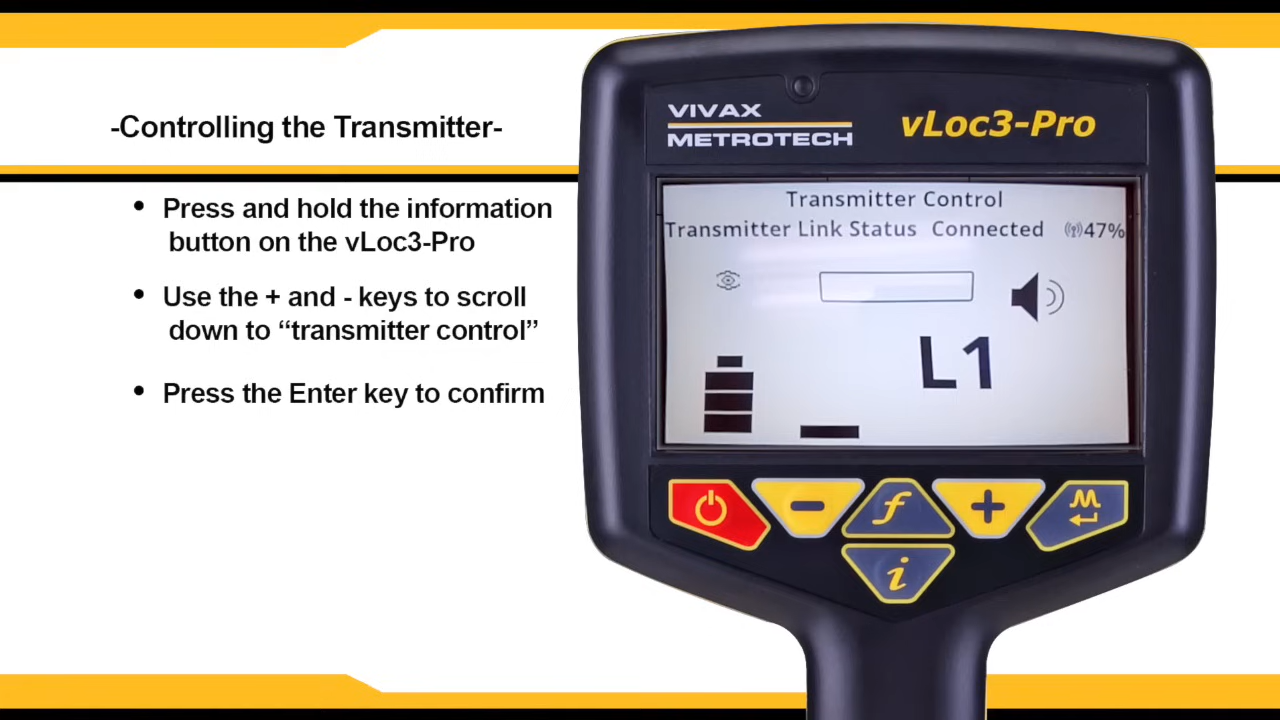 -Controlling the Transmitter-
• Press and hold the information
button on the vLoc3-Pro
• Use the + and - keys to scroll
down to “transmitter control”
• Press the Enter key to confirm
VIVAX
METROTECH
vLoc3-Pro
Transmitter Control
Transmitter Link Status Connected 47%
L1
f
i